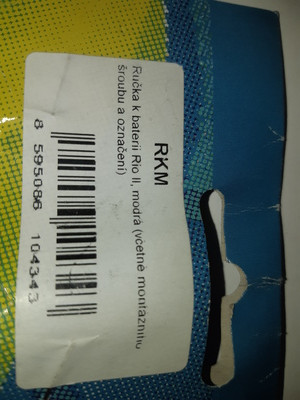 RKM
Ručka k baterii Rio II, modrá (včetně montážního
šroubu a označení)
8 595086 104343